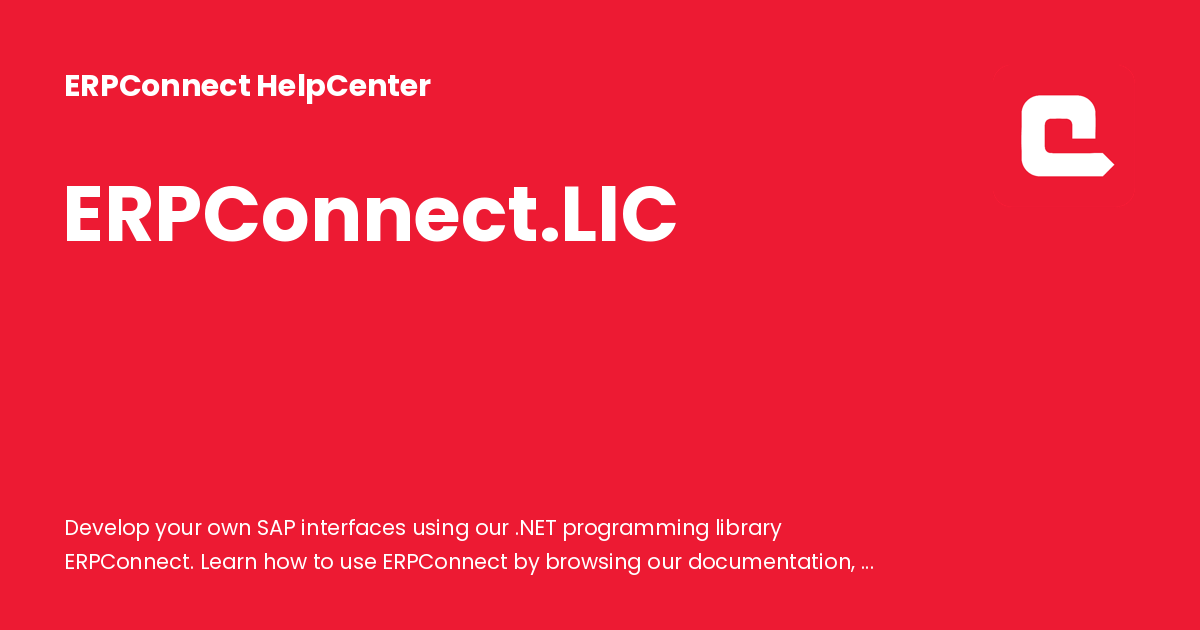 ERPConnect HelpCenter
ERPConnect.LIC
Develop your own SAP interfaces using our .NET programming library
ERPConnect. Learn how to use ERPConnect by browsing our documentation, ...